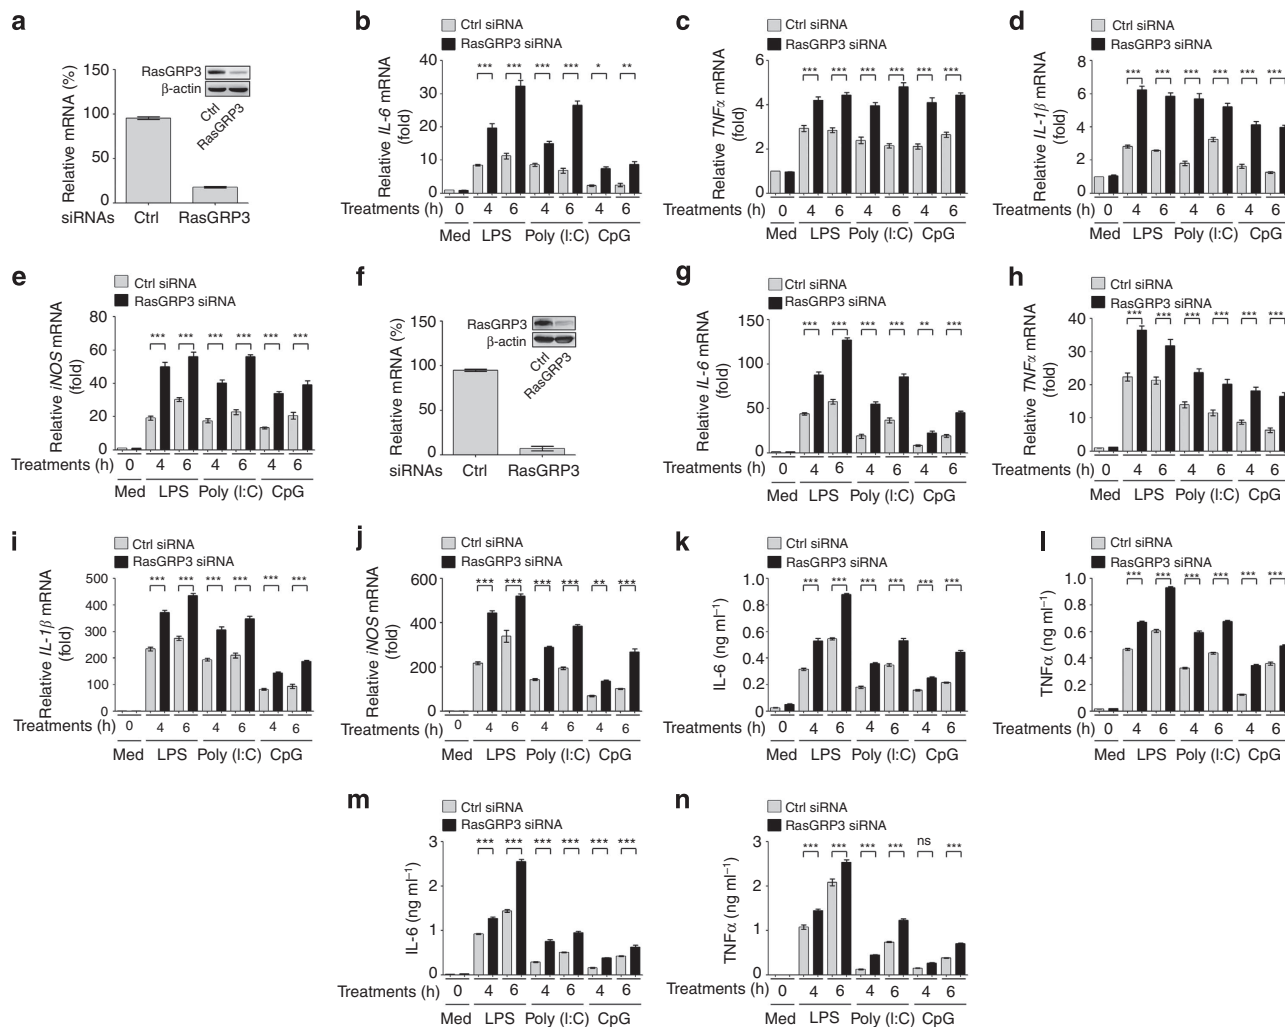 a
RasGRP3
β-actin
Ctrl
RasGRP3
Relative mRNA (%)
150
100
50
0
siRNAs Ctrl RasGRP3
b
Ctrl siRNA
RasGRP3 siRNA
Relative IL-6 mRNA
(fold)
40
30
20
10
0
*** *** *** *** * **
Treatments (h) 0 4 6 4 6 4 6
Med LPS Poly (I:C) CpG
c
Ctrl siRNA
RasGRP3 siRNA
Relative TNFα mRNA
(fold)
6
4
2
0
*** *** *** *** *** ***
Treatments (h) 0 4 6 4 6 4 6
Med LPS Poly (I:C) CpG
d
Ctrl siRNA
RasGRP3 siRNA
Relative IL-1β mRNA
(fold)
8
6
4
2
0
*** *** *** *** *** ***
Treatments (h) 0 4 6 4 6 4 6
Med LPS Poly (I:C) CpG
e
Ctrl siRNA
RasGRP3 siRNA
Relative iNOS mRNA
(fold)
80
60
40
20
0
*** *** *** *** *** ***
Treatments (h) 0 4 6 4 6 4 6
Med LPS Poly (I:C) CpG
f
RasGRP3
β-actin
Ctrl
RasGRP3
Relative mRNA (%)
150
100
50
0
siRNAs Ctrl RasGRP3
g
Ctrl siRNA
RasGRP3 siRNA
Relative IL-6 mRNA
(fold)
150
100
50
0
*** *** *** *** ** ***
Treatments (h) 0 4 6 4 6 4 6
Med LPS Poly (I:C) CpG
h
Ctrl siRNA
RasGRP3 siRNA
Relative TNFα mRNA
(fold)
40
30
20
10
0
*** *** *** *** *** ***
Treatments (h) 0 4 6 4 6 4 6
Med LPS Poly (I:C) CpG
i
Ctrl siRNA
RasGRP3 siRNA
Relative IL-1β mRNA
(fold)
500
400
300
200
100
0
*** *** *** *** *** ***
Treatments (h) 0 4 6 4 6 4 6
Med LPS Poly (I:C) CpG
j
Ctrl siRNA
RasGRP3 siRNA
Relative iNOS mRNA
(fold)
600
400
200
0
*** *** *** *** ** ***
Treatments (h) 0 4 6 4 6 4 6
Med LPS Poly (I:C) CpG
k
Ctrl siRNA
RasGRP3 siRNA
IL-6 (ng ml⁻¹)
1.0
0.8
0.6
0.4
0.2
0
*** *** *** *** *** ***
Treatments (h) 0 4 6 4 6 4 6
Med LPS Poly (I:C) CpG
l
Ctrl siRNA
RasGRP3 siRNA
TNFα (ng ml⁻¹)
1.0
0.8
0.6
0.4
0.2
0
*** *** *** *** *** ***
Treatments (h) 0 4 6 4 6 4 6
Med LPS Poly (I:C) CpG
m
Ctrl siRNA
RasGRP3 siRNA
IL-6 (ng ml⁻¹)
3
2
1
0
*** *** *** *** *** ***
Treatments (h) 0 4 6 4 6 4 6
Med LPS Poly (I:C) CpG
n
Ctrl siRNA
RasGRP3 siRNA
TNFα (ng ml⁻¹)
3
2
1
0
*** *** *** *** ns ***
Treatments (h) 0 4 6 4 6 4 6
Med LPS Poly (I:C) CpG